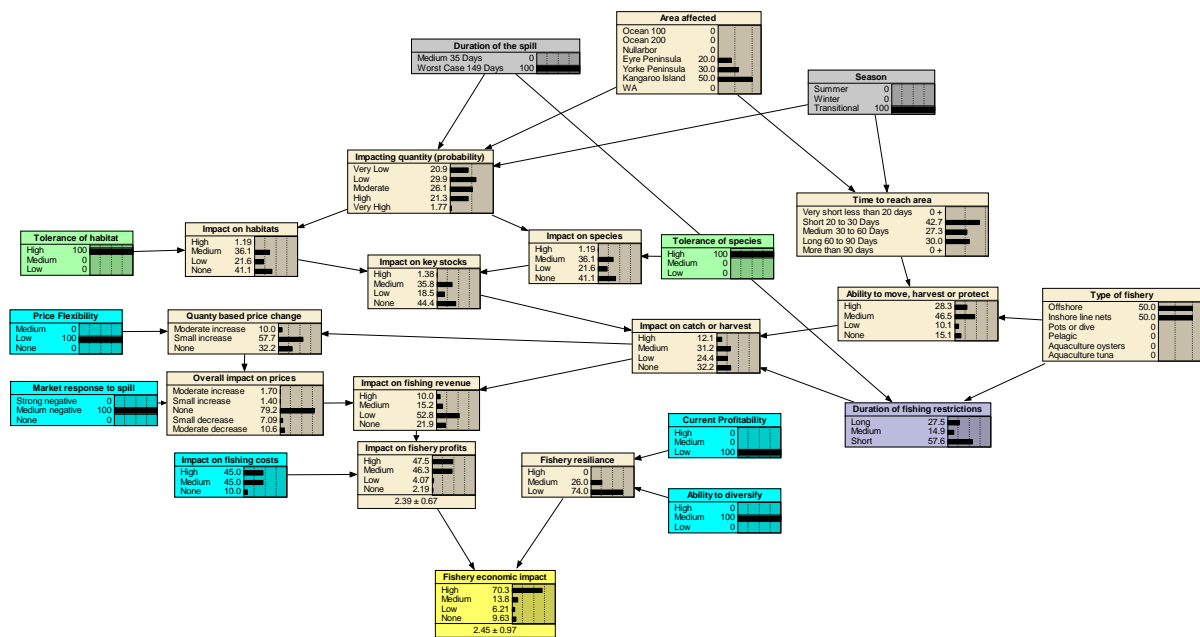 Area affected
Ocean 100 0
Ocean 200 0
Nullarbor 0
Eyre Peninsula 20.0
Yorke Peninsula 30.0
Kangaroo Island 50.0
WA 0
Duration of the spill
Medium 35 Days 0
Worst Case 149 Days 100
Season
Summer 0
Winter 0
Transitional 100
Impacting quantity (probability)
Very Low 20.9
Low 29.9
Moderate 26.1
High 21.3
Very High 1.77
Time to reach area
Very short less than 20 days 0 +
Short 20 to 30 Days 42.7
Medium 30 to 60 Days 27.3
Long 60 to 90 Days 30.0
More than 90 days 0 +
Tolerance of habitat
High 100
Medium 0
Low 0
Impact on habitats
High 1.19
Medium 36.1
Low 21.6
None 41.1
Impact on species
High 1.19
Medium 36.1
Low 21.6
None 41.1
Tolerance of species
High 100
Medium 0
Low 0
Impact on key stocks
High 1.38
Medium 35.8
Low 18.5
None 44.4
Ability to move, harvest or protect
High 28.3
Medium 46.5
Low 10.1
None 15.1
Type of fishery
Offshore 50.0
Inshore line nets 50.0
Pots or dive 0
Pelagic 0
Aquaculture oysters 0
Aquaculture tuna 0
Price Flexibility
Medium 0
Low 100
None 0
Quanty based price change
Moderate increase 10.0
Small increase 57.7
None 32.2
Impact on catch or harvest
High 12.1
Medium 31.2
Low 24.4
None 32.2
Market response to spill
Strong negative 0
Medium negative 100
None 0
Overall impact on prices
Moderate increase 1.70
Small increase 1.40
None 79.2
Small decrease 7.09
Moderate decrease 10.6
Impact on fishing revenue
High 10.0
Medium 15.2
Low 52.8
None 21.9
Duration of fishing restrictions
Long 27.5
Medium 14.9
Short 57.6
Current Profitability
High 0
Medium 0
Low 100
Impact on fishing costs
High 45.0
Medium 45.0
None 10.0
Impact on fishery profits
High 47.5
Medium 46.3
Low 4.07
None 2.19
2.39 ± 0.67
Fishery resiliance
High 0
Medium 26.0
Low 74.0
Ability to diversify
High 0
Medium 100
Low 0
Fishery economic impact
High 70.3
Medium 13.8
Low 6.21
None 9.63
2.45 ± 0.97